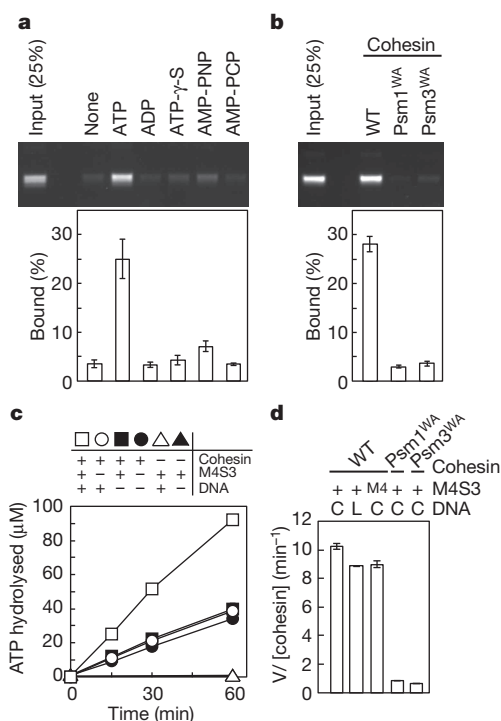 a
Input (25%)
None
ATP
ADP
ATP-γ-S
AMP-PNP
AMP-PCP
Bound (%)
30
20
10
0
b
Cohesin
Input (25%)
WT
Psm1WA
Psm3WA
Bound (%)
30
20
10
0
c
+ + + + − − Cohesin
+ − + − + + M4S3
+ + − − + − DNA
ATP hydrolysed (μM)
100
80
60
40
20
0
0 30 60
Time (min)
d
WT Psm1WA Psm3WA Cohesin
+ + M4 + + M4S3
C L C C C DNA
V/ [cohesin] (min−1)
12
10
8
6
4
2
0